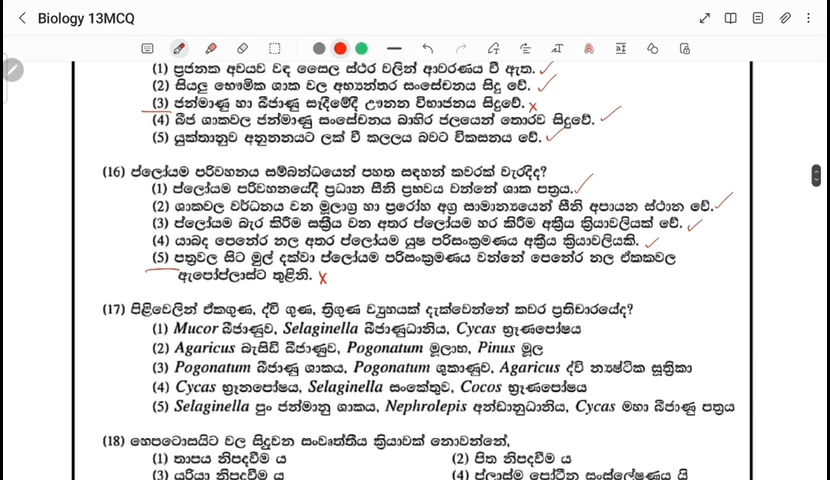 Biology 13MCQ
(1) ප්‍රජනක අවයව වඳ සෛල ස්ථර වලින් ආවරණය වී ඇත.
(2) සියලු භෞමික ශාක වල අභ්‍යන්තර සංසේචනය සිදු වේ.
(3) ජන්මාණු හා බීජාණු සෑදීමේදී ඌනන විභාජනය සිදුවේ.
(4) බීජ ශාකවල ජන්මාණු සංසේචනය බාහිර ජලයෙන් තොරව සිදුවේ.
(5) යුක්තානුව අනුනනයට ලක් වී කලලය බවට විකසනය වේ.
(16) ප්ලෝයම පරිවහනය සම්බන්ධයෙන් පහත සඳහන් කවරක් වැරදිද?
(1) ප්ලෝයම පරිවහනයේදී ප්‍රධාන සීනි ප්‍රභවය වන්නේ ශාක පත්‍රය.
(2) ශාකවල වර්ධනය වන මූලාග්‍ර හා ප්‍රරෝහ අග්‍ර සාමාන්‍යයෙන් සීනි අපායන ස්ථාන වේ.
(3) ප්ලෝයම බැර කිරීම සක්‍රීය වන අතර ප්ලෝයම හර කිරීම අක්‍රීය ක්‍රියාවලියක් වේ.
(4) යාබද පෙනේර නල අතර ප්ලෝයම යුෂ පරිසංක්‍රමණය අක්‍රීය ක්‍රියාවලියකි.
(5) පත්‍රවල සිට මුල් දක්වා ප්ලෝයම පරිසංක්‍රමණය වන්නේ පෙනේර නල ඒකකවල
ඇපෝප්ලාස්ට තුළිනි.
(17) පිළිවෙලින් ඒකගුණ, ද්වි ගුණ, ත්‍රිගුණ ව්‍යුහයක් දැක්වෙන්නේ කවර ප්‍රතිචාරයේද?
(1) Mucor බීජාණුව, Selaginella බීජාණුධානිය, Cycas භ්‍රෑණපෝෂය
(2) Agaricus බැසිඩි බීජාණුව, Pogonatum මූලාභ, Pinus මූල
(3) Pogonatum බීජාණු ශාකය, Pogonatum ශුකාණුව, Agaricus ද්වි න්‍යෂ්ටික සූත්‍රිකා
(4) Cycas භ්‍රෑනපෝෂය, Selaginella සංකේතුව, Cocos භ්‍රෑණපෝෂය
(5) Selaginella පුං ජන්මානු ශාකය, Nephrolepis අන්ඩානුධානිය, Cycas මහා බීජාණු පත්‍රය
(18) හෙපටොසයිට වල සිදුවන සංවෘත්තීය ක්‍රියාවක් නොවන්නේ,
(1) තාපය නිපදවීම ය
(2) පිත නිපදවීම ය
(3) යූරියා නිපදවීම ය
(4) ප්ලාස්ම ප්‍රෝටීන සංස්ලේෂණය යි